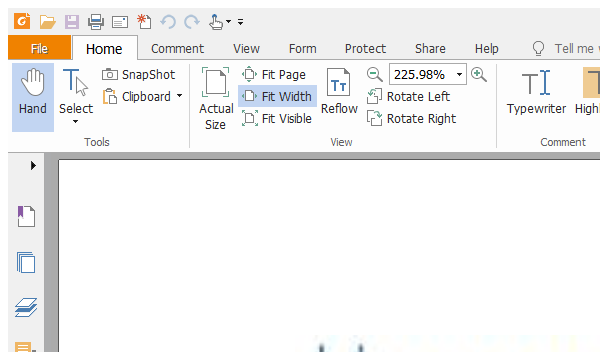 File Home Comment View Form Protect Share Help Tell me
Hand
Select
SnapShot
Clipboard
Tools
Actual
Size
Fit Page
Fit Width
Fit Visible
Reflow
225.98%
Rotate Left
Rotate Right
View
Typewriter
Comment